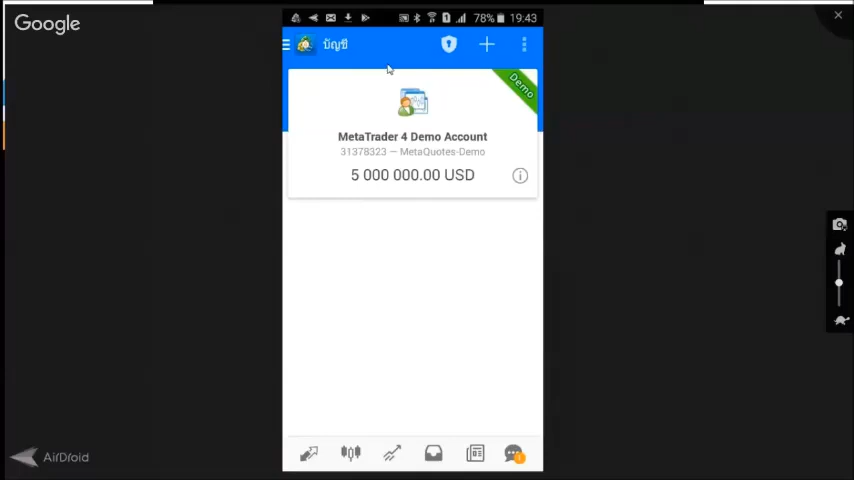 Google
78% 19:43
บัญชี
Demo
MetaTrader 4 Demo Account
31378323 — MetaQuotes-Demo
5 000 000.00 USD
AirDroid